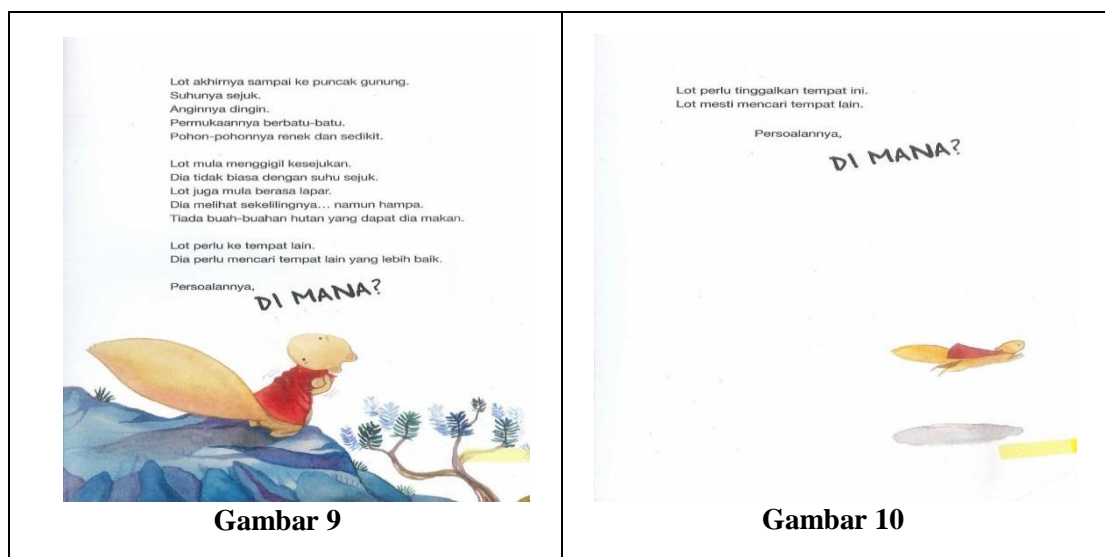 Lot akhirnya sampai ke puncak gunung.
Suhunya sejuk.
Anginnya dingin.
Permukaannya berbatu-batu.
Pohon-pohonnya renek dan sedikit.
Lot mula menggigil kesejukan.
Dia tidak biasa dengan suhu sejuk.
Lot juga mula berasa lapar.
Dia melihat sekelilingnya... namun hampa.
Tiada buah-buahan hutan yang dapat dia makan.
Lot perlu ke tempat lain.
Dia perlu mencari tempat lain yang lebih baik.
Persoalannya,
DI MANA?
Gambar 9
Lot perlu tinggalkan tempat ini.
Lot mesti mencari tempat lain.
Persoalannya,
DI MANA?
Gambar 10